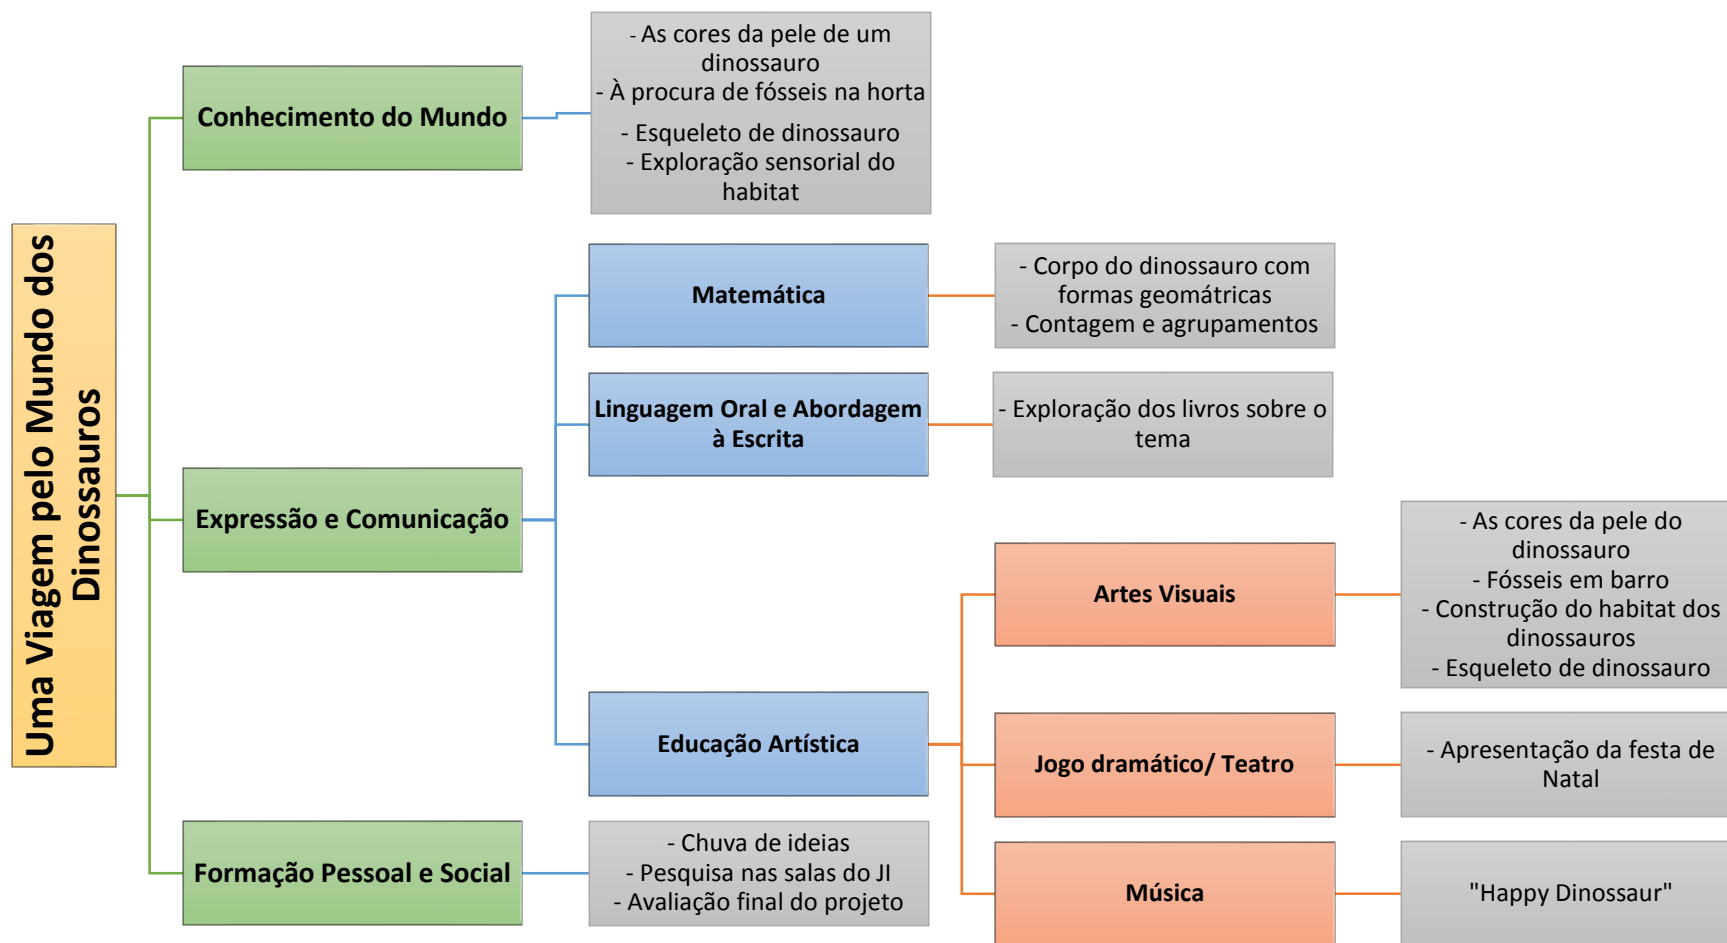 Uma Viagem pelo Mundo dos
Dinossauros
Conhecimento do Mundo
- As cores da pele de um
dinossauro
- À procura de fósseis na horta
- Esqueleto de dinossauro
- Exploração sensorial do
habitat
Expressão e Comunicação
Matemática
- Corpo do dinossauro com
formas geomátricas
- Contagem e agrupamentos
Linguagem Oral e Abordagem
à Escrita
- Exploração dos livros sobre o
tema
Educação Artística
Artes Visuais
- As cores da pele do
dinossauro
- Fósseis em barro
- Construção do habitat dos
dinossauros
- Esqueleto de dinossauro
Jogo dramático/ Teatro
- Apresentação da festa de
Natal
Música
"Happy Dinossaur"
Formação Pessoal e Social
- Chuva de ideias
- Pesquisa nas salas do JI
- Avaliação final do projeto